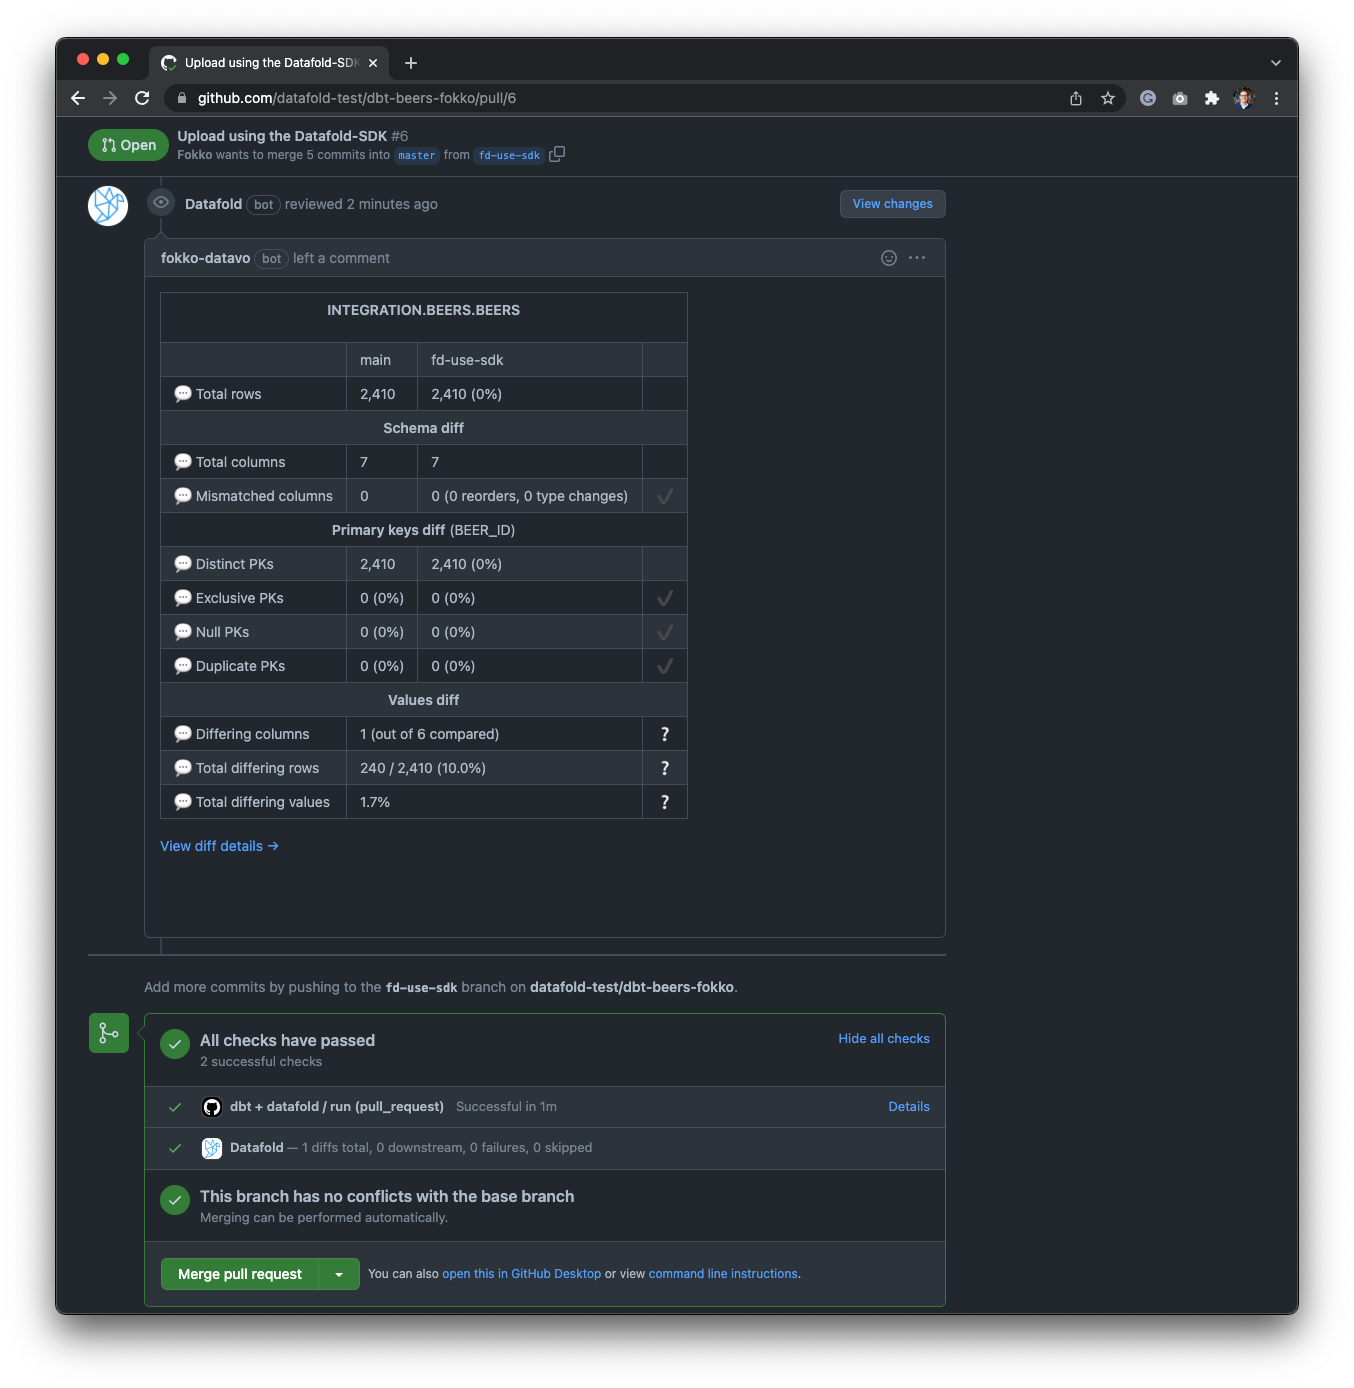 Upload using the Datafold-SDK
github.com/datafold-test/dbt-beers-fokko/pull/6
Open
Upload using the Datafold-SDK #6
Fokko wants to merge 5 commits into master from fd-use-sdk
Datafold bot reviewed 2 minutes ago
View changes
fokko-datavo bot left a comment
INTEGRATION.BEERS.BEERS
main fd-use-sdk
Total rows 2,410 2,410 (0%)
Schema diff
Total columns 7 7
Mismatched columns 0 0 (0 reorders, 0 type changes) ✔
Primary keys diff (BEER_ID)
Distinct PKs 2,410 2,410 (0%)
Exclusive PKs 0 (0%) 0 (0%) ✔
Null PKs 0 (0%) 0 (0%) ✔
Duplicate PKs 0 (0%) 0 (0%) ✔
Values diff
Differing columns 1 (out of 6 compared) ?
Total differing rows 240 / 2,410 (10.0%) ?
Total differing values 1.7% ?
View diff details →
Add more commits by pushing to the fd-use-sdk branch on datafold-test/dbt-beers-fokko.
All checks have passed
Hide all checks
2 successful checks
dbt + datafold / run (pull_request) Successful in 1m Details
Datafold — 1 diffs total, 0 downstream, 0 failures, 0 skipped
This branch has no conflicts with the base branch
Merging can be performed automatically.
Merge pull request
You can also open this in GitHub Desktop or view command line instructions.